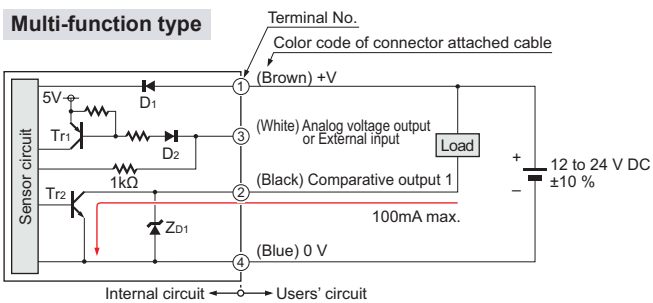 Multi-function type
Terminal No.
Color code of connector attached cable
1 (Brown) +V
D1
5V
Tr1
D2
3 (White) Analog voltage output
or External input
Load
Sensor circuit
1kΩ
2 (Black) Comparative output 1
+
–
12 to 24 V DC
±10 %
Tr2
100mA max.
ZD1
4 (Blue) 0 V
Internal circuit
Users' circuit